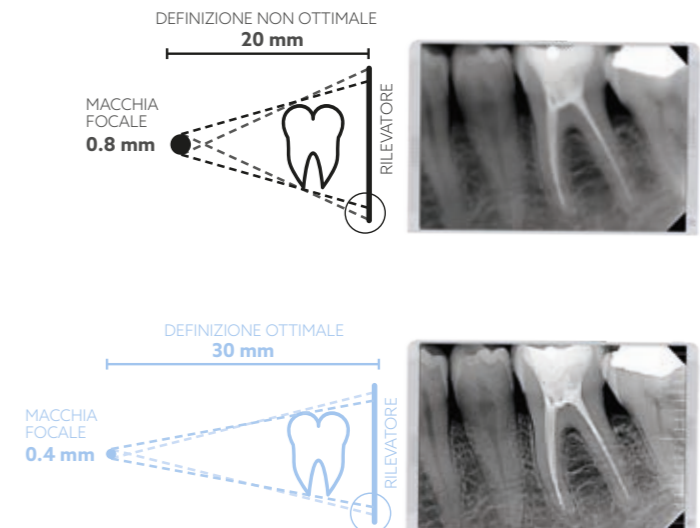 DEFINIZIONE NON OTTIMALE
20 mm
MACCHIA
FOCALE
0.8 mm
RILEVATORE
DEFINIZIONE OTTIMALE
30 mm
MACCHIA
FOCALE
0.4 mm
RILEVATORE